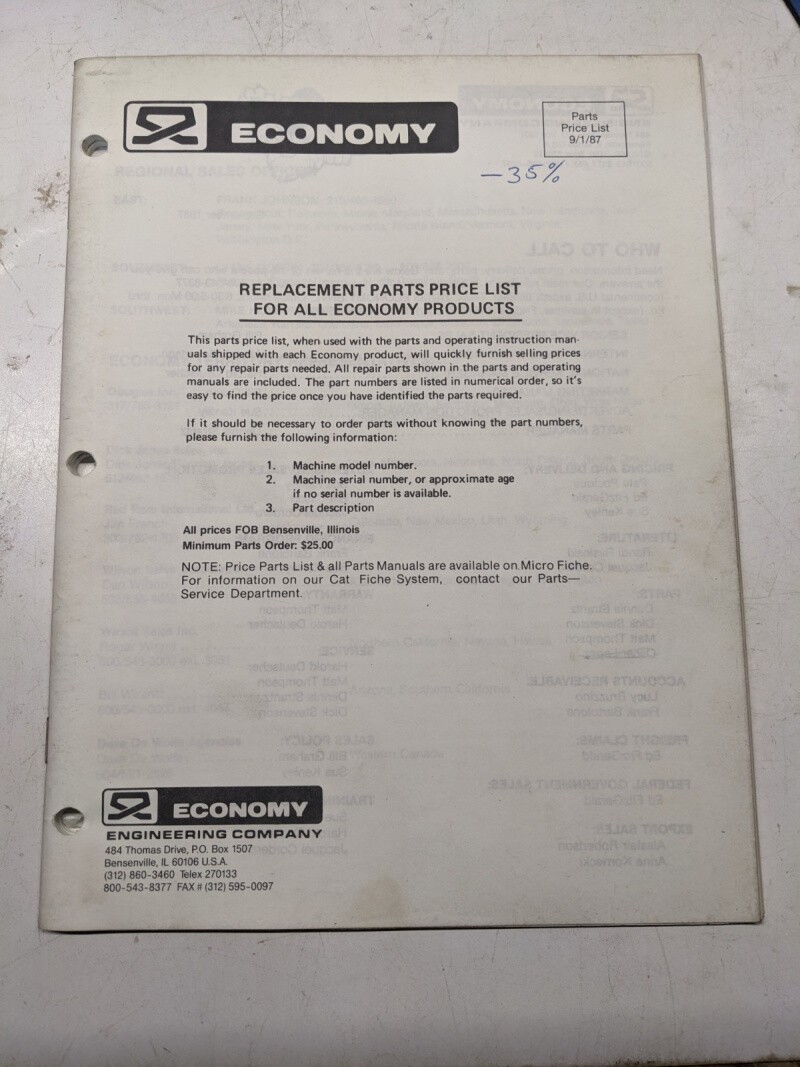 ECONOMY
Parts
Price List
9/1/87
-35%
REPLACEMENT PARTS PRICE LIST
FOR ALL ECONOMY PRODUCTS
This parts price list, when used with the parts and operating instruction man-
uals shipped with each Economy product, will quickly furnish selling prices
for any repair parts needed. All repair parts shown in the parts and operating
manuals are included. The part numbers are listed in numerical order, so it's
easy to find the price once you have identified the parts required.
If it should be necessary to order parts without knowing the part numbers,
please furnish the following information:
1. Machine model number.
2. Machine serial number, or approximate age
if no serial number is available.
3. Part description
All prices FOB Bensenville, Illinois
Minimum Parts Order: $25.00
NOTE: Price Parts List & all Parts Manuals are available on Micro Fiche.
For information on our Cat Fiche System, contact our Parts—
Service Department.
ECONOMY
ENGINEERING COMPANY
484 Thomas Drive, P.O. Box 1507
Bensenville, IL 60106 U.S.A.
(312) 860-3460 Telex 270133
800-543-8377 FAX # (312) 595-0097